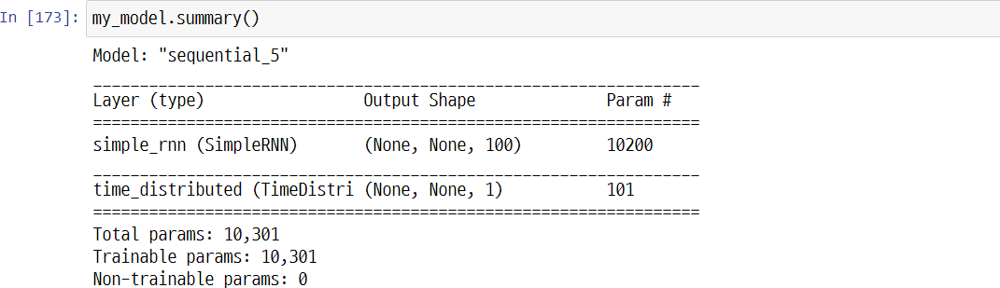 In [173]: my_model.summary()
Model: "sequential_5"
_________________________________________________________________
Layer (type)                 Output Shape              Param #
=================================================================
simple_rnn (SimpleRNN)       (None, None, 100)         10200
_________________________________________________________________
time_distributed (TimeDistri (None, None, 1)           101
=================================================================
Total params: 10,301
Trainable params: 10,301
Non-trainable params: 0